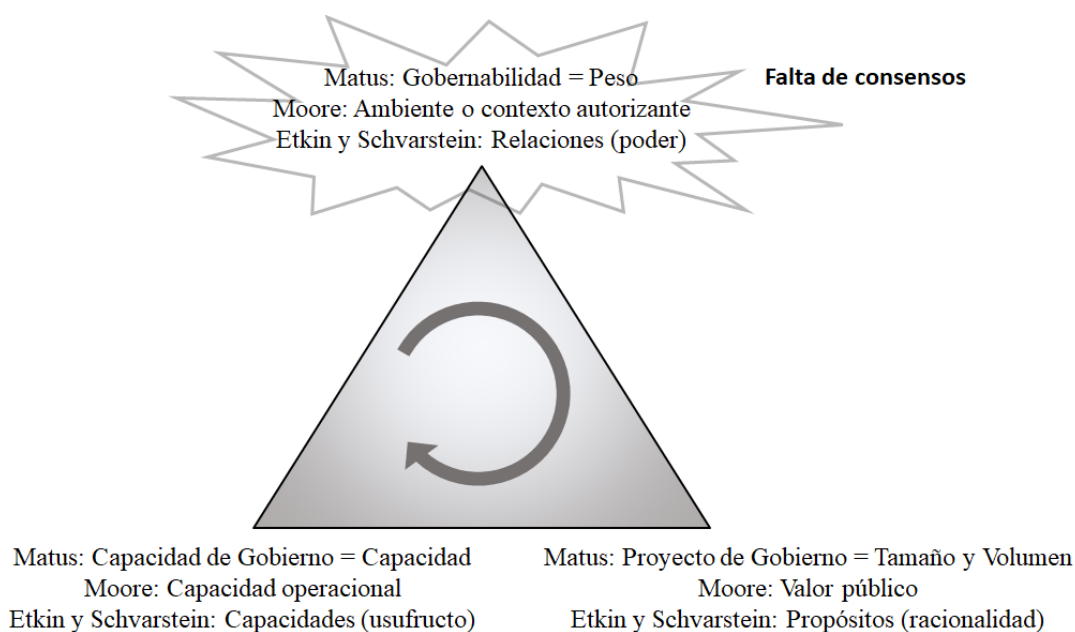 Matus: Gobernabilidad = Peso
Falta de consensos
Moore: Ambiente o contexto autorizante
Etkin y Schvarstein: Relaciones (poder)
Matus: Capacidad de Gobierno = Capacidad
Moore: Capacidad operacional
Etkin y Schvarstein: Capacidades (usufructo)
Matus: Proyecto de Gobierno = Tamaño y Volumen
Moore: Valor público
Etkin y Schvarstein: Propósitos (racionalidad)